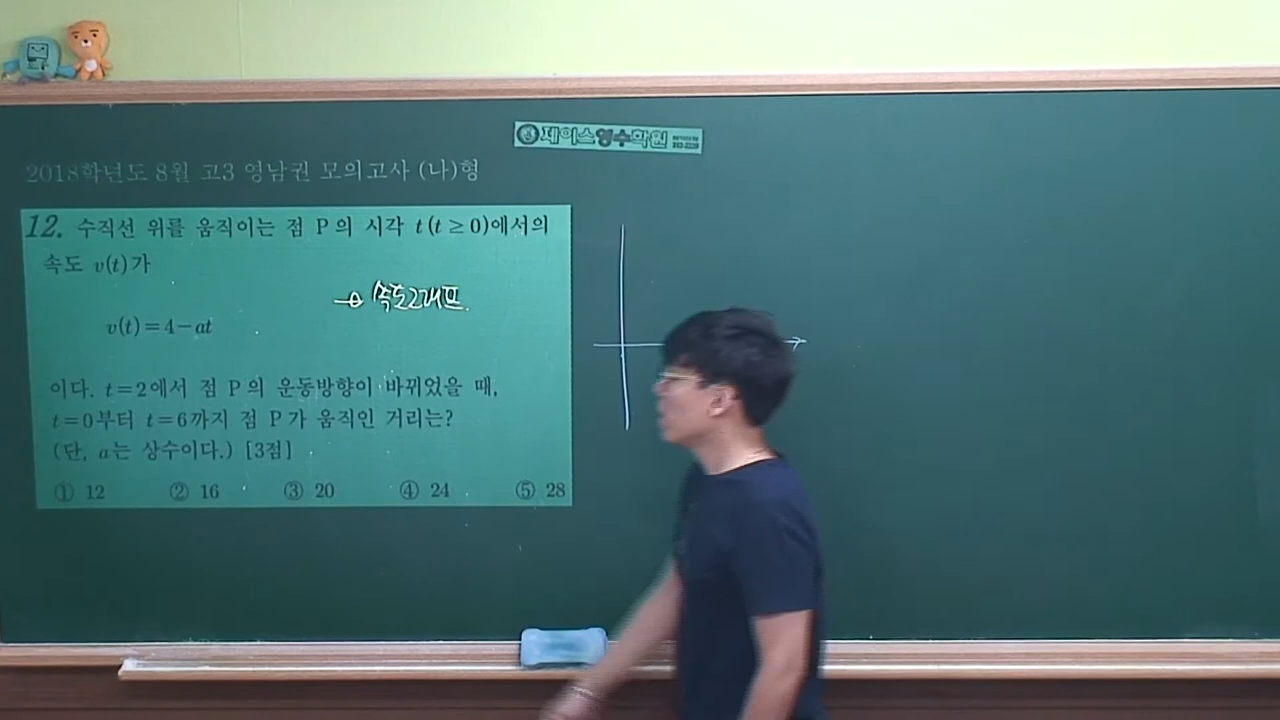 제이스영수학원
2018학년도 8월 고3 영남권 모의고사 (나)형
12. 수직선 위를 움직이는 점 P의 시각 t(t≥0)에서의
속도 v(t)가
속도그래프
v(t)=4-at
이다. t=2에서 점 P의 운동방향이 바뀌었을 때,
t=0부터 t=6까지 점 P가 움직인 거리는?
(단, a는 상수이다.) [3점]
① 12 ② 16 ③ 20 ④ 24 ⑤ 28